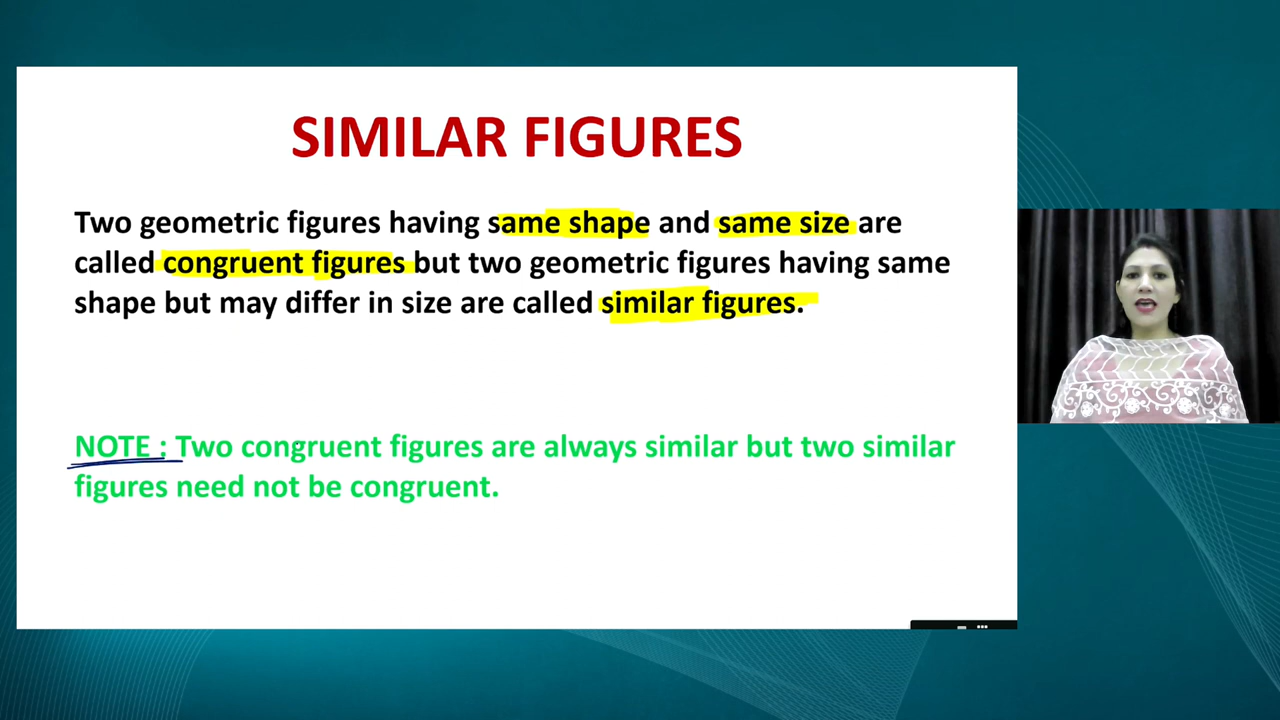 SIMILAR FIGURES
Two geometric figures having same shape and same size are
called congruent figures but two geometric figures having same
shape but may differ in size are called similar figures.
NOTE : Two congruent figures are always similar but two similar
figures need not be congruent.